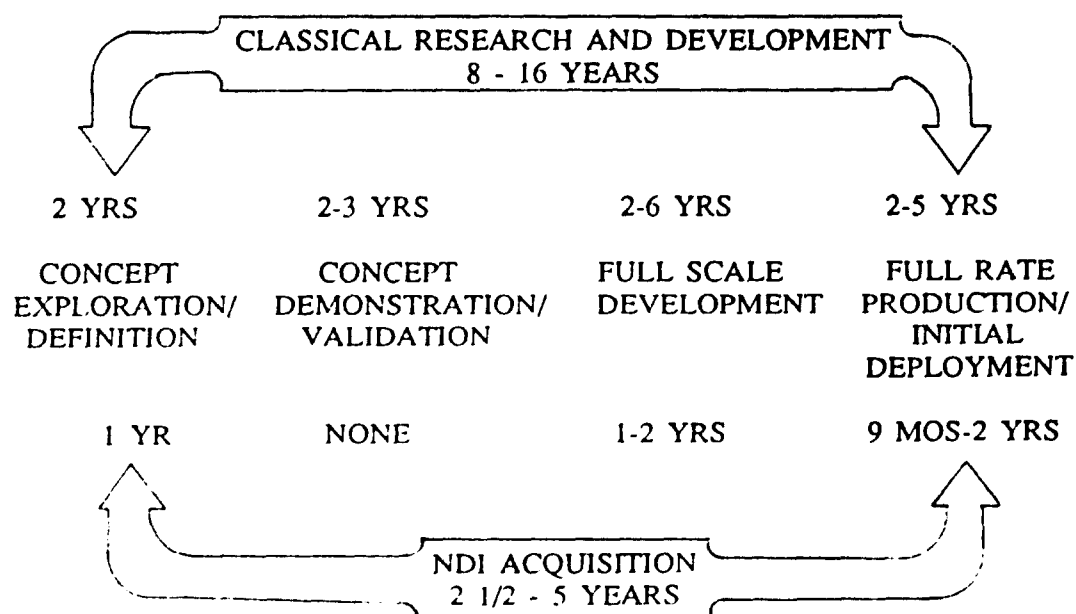 CLASSICAL RESEARCH AND DEVELOPMENT
8 - 16 YEARS
2 YRS
2-3 YRS
2-6 YRS
2-5 YRS
CONCEPT
EXPLORATION/
DEFINITION
CONCEPT
DEMONSTRATION/
VALIDATION
FULL SCALE
DEVELOPMENT
FULL RATE
PRODUCTION/
INITIAL
DEPLOYMENT
1 YR
NONE
1-2 YRS
9 MOS-2 YRS
NDI ACQUISITION
2 1/2 - 5 YEARS